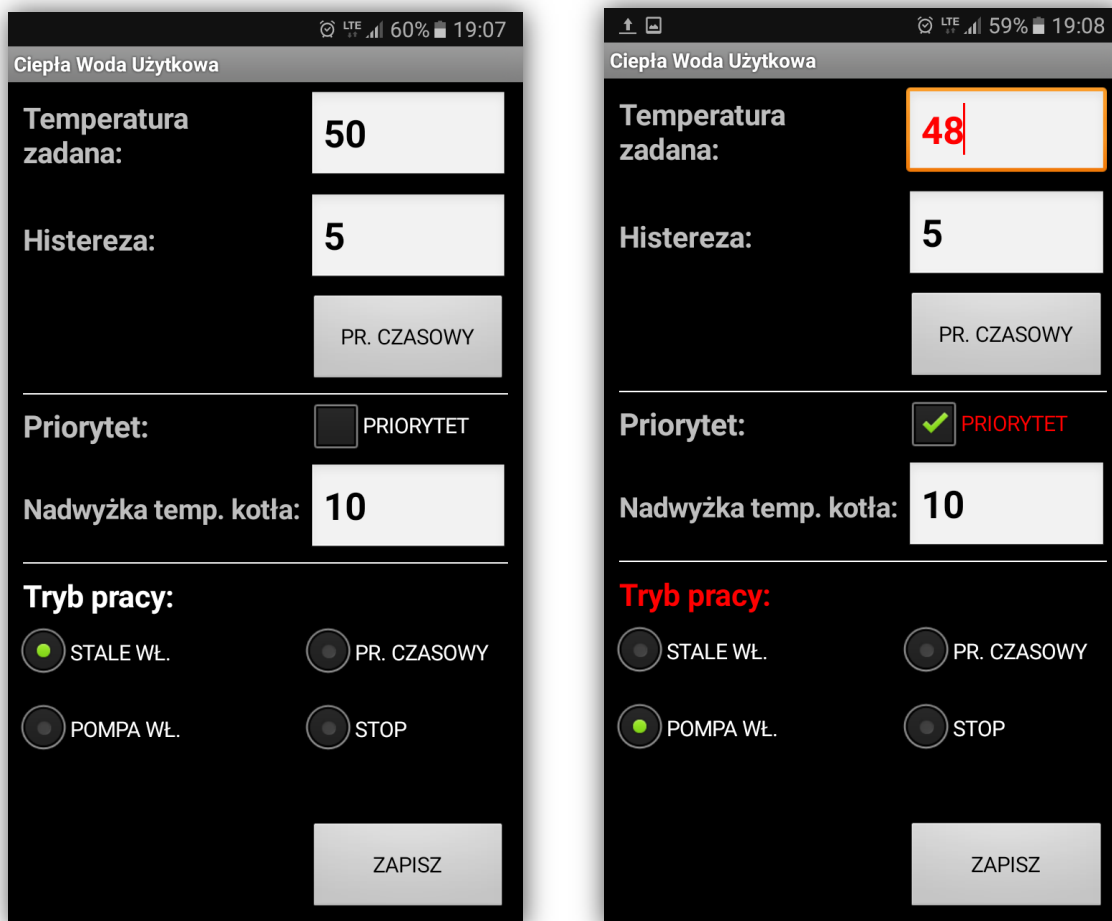 LTE 60% 19:07
Ciepła Woda Użytkowa
Temperatura
zadana:
50
Histereza:
5
PR. CZASOWY
Priorytet:
PRIORYTET
Nadwyżka temp. kotła:
10
Tryb pracy:
STALE WŁ.
PR. CZASOWY
POMPA WŁ.
STOP
ZAPISZ
LTE 59% 19:08
Ciepła Woda Użytkowa
Temperatura
zadana:
48
Histereza:
5
PR. CZASOWY
Priorytet:
PRIORYTET
Nadwyżka temp. kotła:
10
Tryb pracy:
STALE WŁ.
PR. CZASOWY
POMPA WŁ.
STOP
ZAPISZ